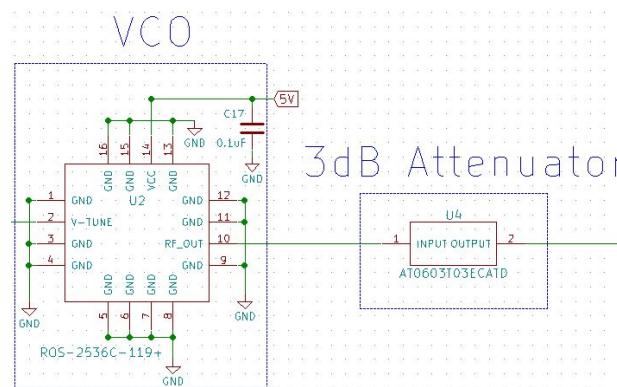 VCO
5V
C17
0.1uF
GND
GND
16
15
14
13
GND
GND
VCC
GND
U2
1
GND
2
V-TUNE
3
GND
4
GND
GND
12
GND
11
RF_OUT
10
GND
9
GND
GND
GND
GND
5
6
7
8
GND
GND
ROS-2536C-119+
GND
3dB Attenuator
U4
1
INPUT OUTPUT
2
AT0603T03ECATD